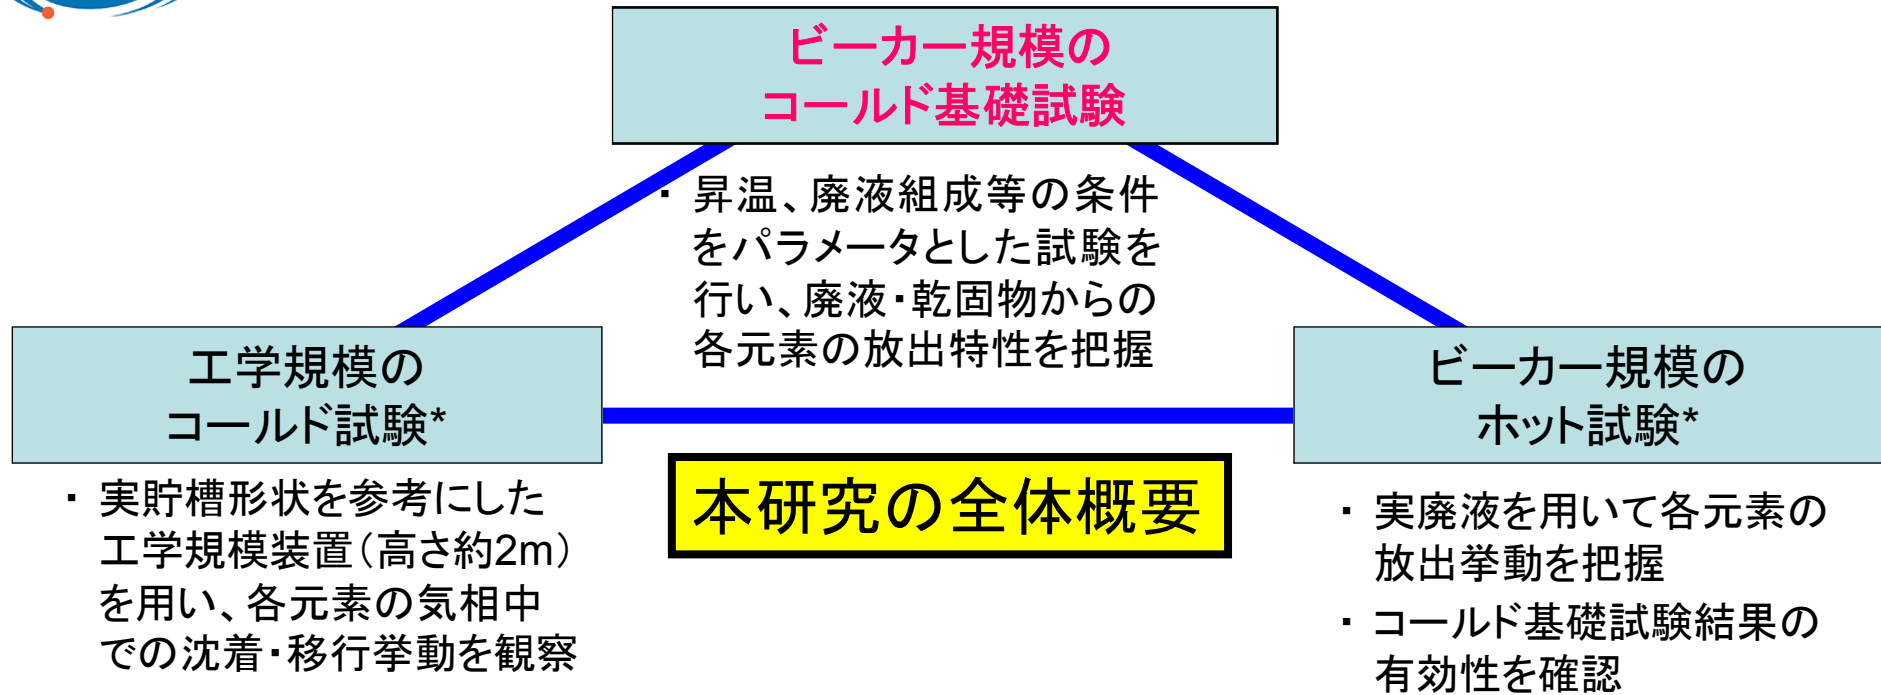 ビーカー規模の
コールド基礎試験
・ 昇温、廃液組成等の条件
をパラメータとした試験を
行い、廃液・乾固物からの
各元素の放出特性を把握
工学規模の
コールド試験*
ビーカー規模の
ホット試験*
本研究の全体概要
・ 実貯槽形状を参考にした
工学規模装置（高さ約2m）
を用い、各元素の気相中
での沈着・移行挙動を観察
・ 実廃液を用いて各元素の
放出挙動を把握
・ コールド基礎試験結果の
有効性を確認